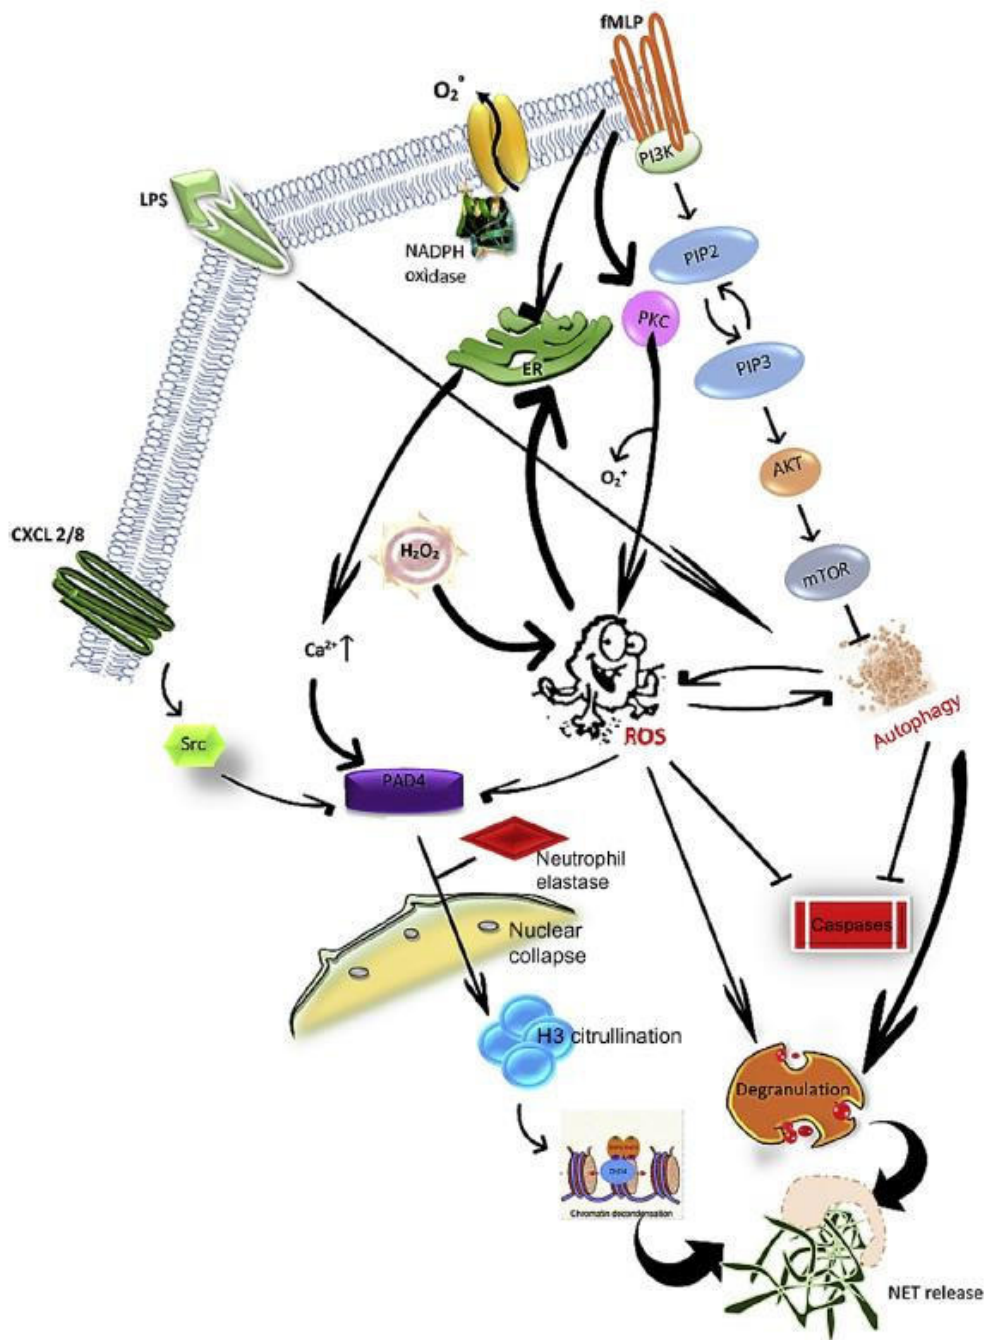 fMLP
O₂°
PI3K
LPS
NADPH
oxidase
PIP2
PKC
PIP3
ER
O₂⁺
AKT
CXCL 2/8
H₂O₂
mTOR
Ca²⁺↑
Autophagy
ROS
Src
PAD4
Neutrophil
elastase
Caspases
Nuclear
collapse
H3 citrullination
Degranulation
Chromatin decondensation
NET release